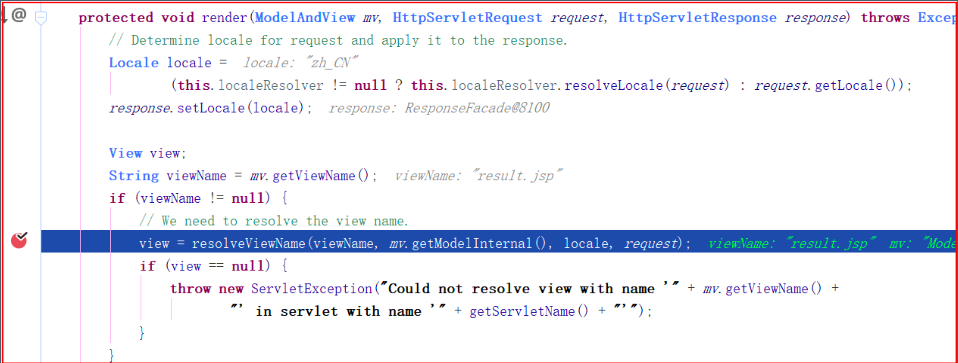 @ protected void render(ModelAndView mv, HttpServletRequest request, HttpServletResponse response) throws Excep
// Determine locale for request and apply it to the response.
Locale locale = locale: "zh_CN"
(this.localeResolver != null ? this.localeResolver.resolveLocale(request) : request.getLocale());
response.setLocale(locale); response: ResponseFacade@8100
View view;
String viewName = mv.getViewName(); viewName: "result.jsp"
if (viewName != null) {
// We need to resolve the view name.
view = resolveViewName(viewName, mv.getModelInternal(), locale, request); viewName: "result.jsp" mv: "Mode
if (view == null) {
throw new ServletException("Could not resolve view with name '" + mv.getViewName() +
"' in servlet with name '" + getServletName() + "'");
}
}